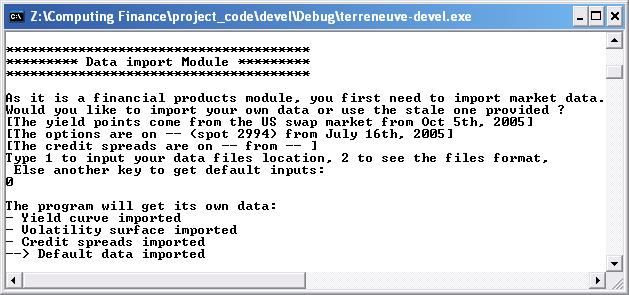 Z:\Computing Finance\project_code\devel\Debug\terreneuve-devel.exe
**************************************
********* Data import Module *********
**************************************
As it is a financial products module, you first need to import market data.
Would you like to import your own data or use the stale one provided ?
[The yield points come from the US swap market from Oct 5th, 2005]
[The options are on -- (spot 2994) from July 16th, 2005]
[The credit spreads are on -- from -- ]
Type 1 to input your data files location, 2 to see the files format,
 Else another key to get default inputs:
0
The program will get its own data:
- Yield curve imported
- Volatility surface imported
- Credit spreads imported
--> Default data imported